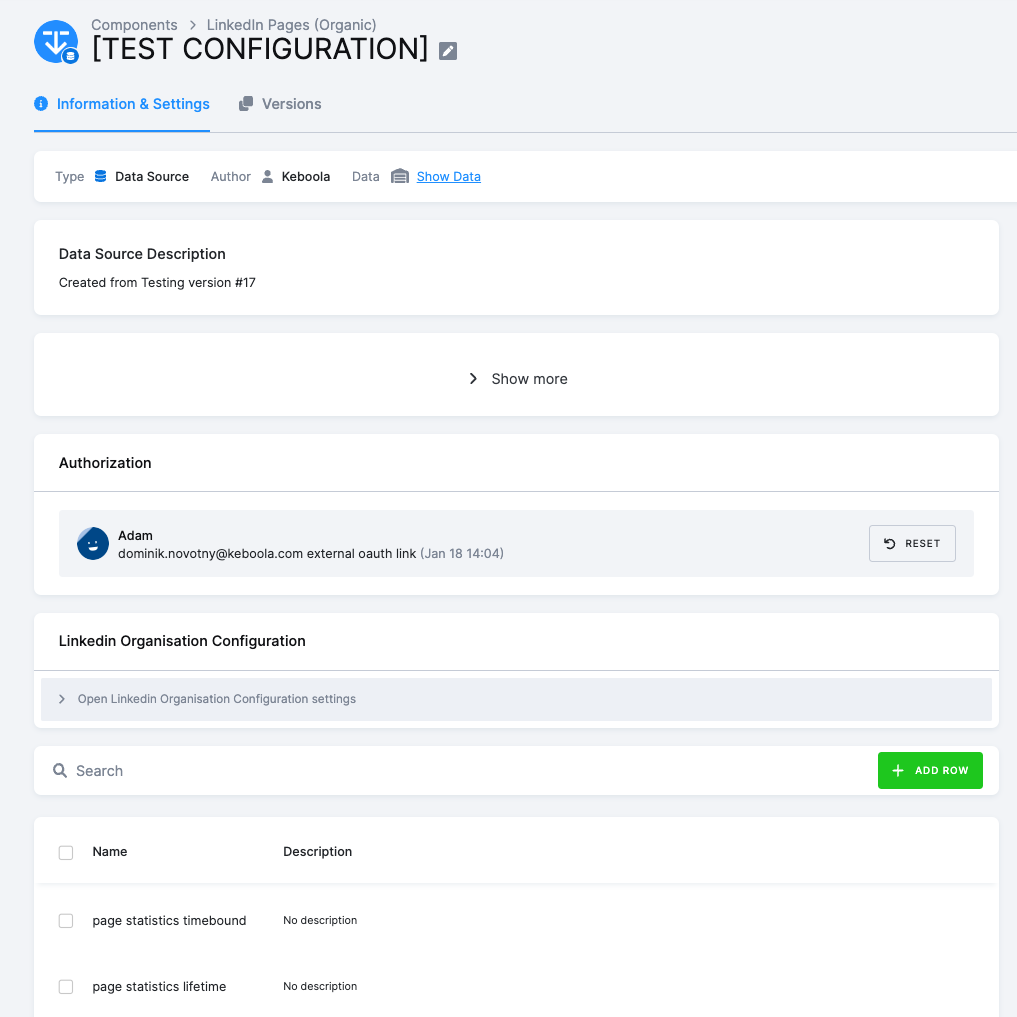 Components > LinkedIn Pages (Organic)
[TEST CONFIGURATION]
Information & Settings Versions
Type Data Source Author Keboola Data Show Data
Data Source Description
Created from Testing version #17
Show more
Authorization
Adam
dominik.novotny@keboola.com external oauth link (Jan 18 14:04)
RESET
Linkedin Organisation Configuration
Open Linkedin Organisation Configuration settings
Search
ADD ROW
Name Description
page statistics timebound No description
page statistics lifetime No description